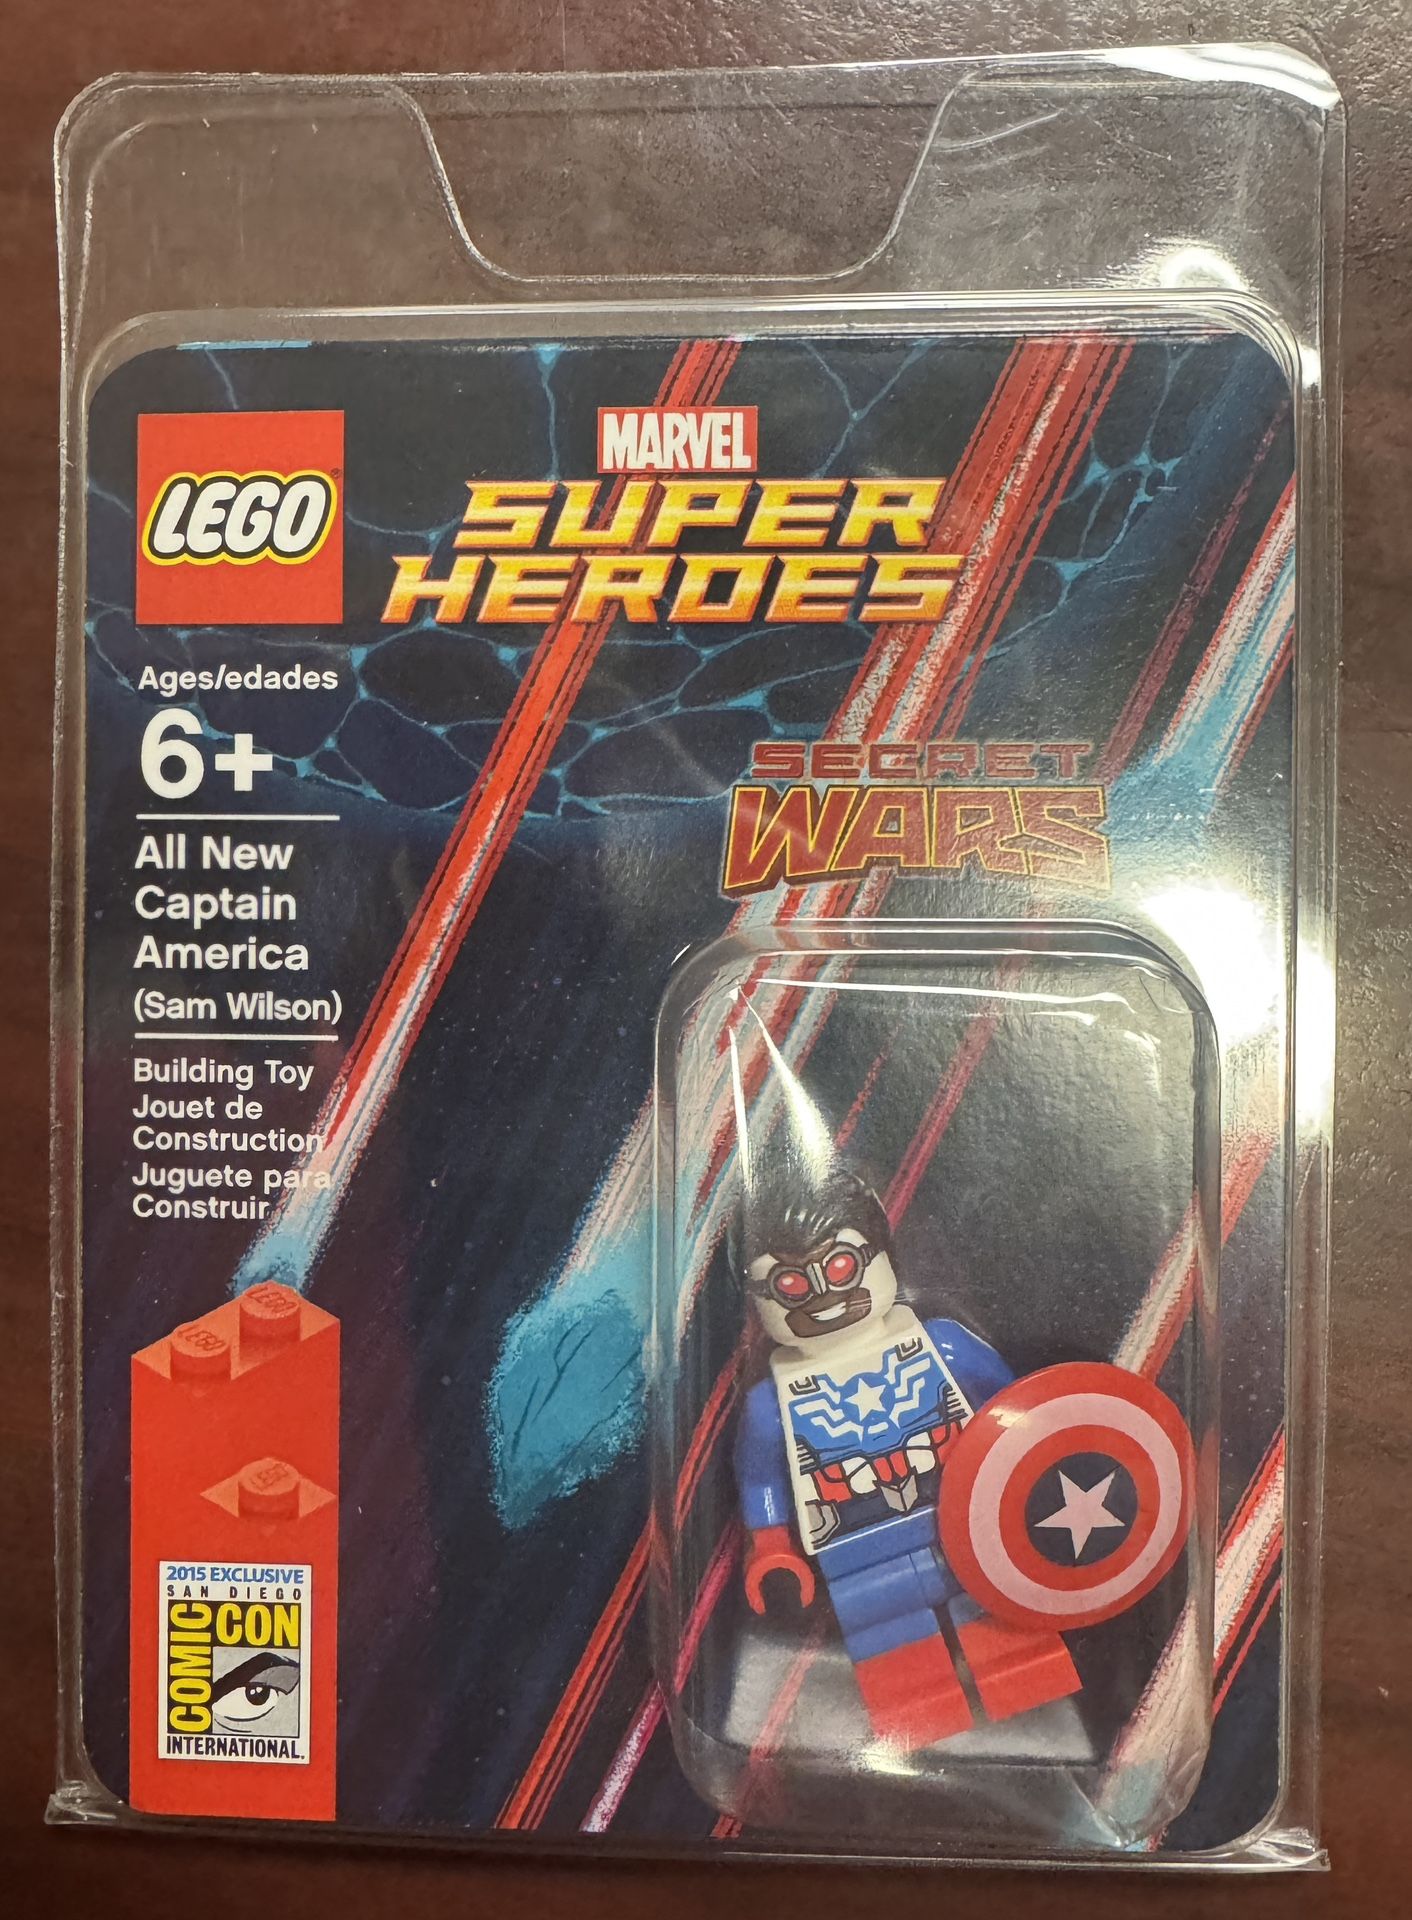 LEGO
MARVEL
SUPER
HEROES
Ages/edades
6+
All New
Captain
America
(Sam Wilson)
Building Toy
Jouet de
Construction
Juguete para
Construir
SECRET
WARS
LEGO
LEGO
LEGO
2015 EXCLUSIVE
SAN DIEGO
COMIC
CON
INTERNATIONAL.